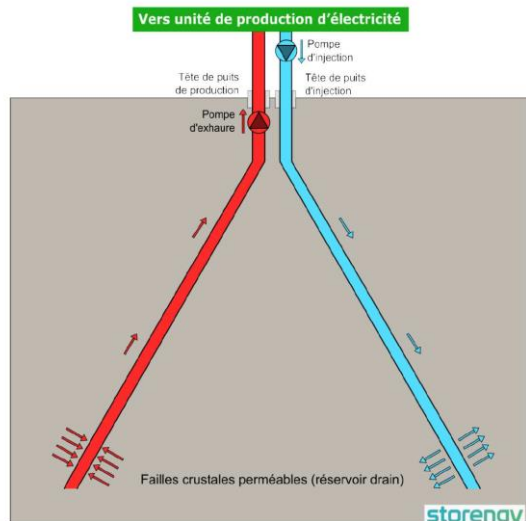 Vers unité de production d'électricité
Pompe
d'injection
Tête de puits
de production
Tête de puits
d'injection
Pompe
d'exhaure
Failles crustales perméables (réservoir drain)
storengy